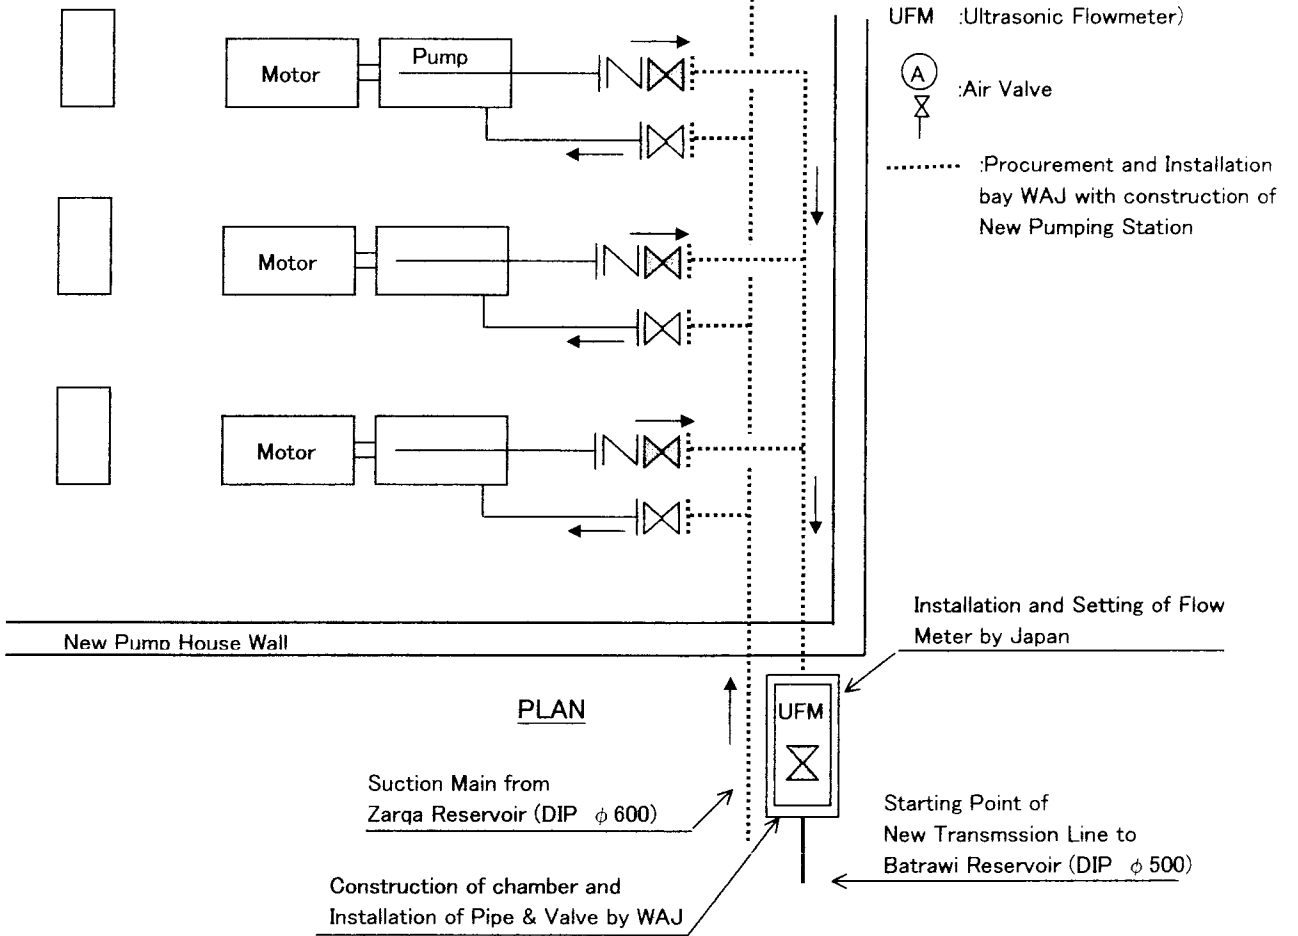 UFM :Ultrasonic Flowmeter)
A
:Air Valve
:Procurement and Installation
bay WAJ with construction of
New Pumping Station
Motor
Pump
Motor
Motor
New Pump House Wall
Installation and Setting of Flow
Meter by Japan
PLAN
UFM
Suction Main from
Zarqa Reservoir (DIP φ600)
Starting Point of
New Transmssion Line to
Batrawi Reservoir (DIP φ500)
Construction of chamber and
Installation of Pipe & Valve by WAJ